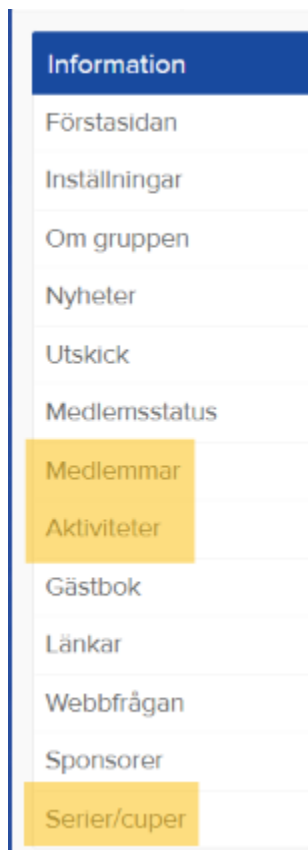 Information
Förstasidan
Inställningar
Om gruppen
Nyheter
Utskick
Medlemsstatus
Medlemmar
Aktiviteter
Gästbok
Länkar
Webbfrågan
Sponsorer
Serier/cuper